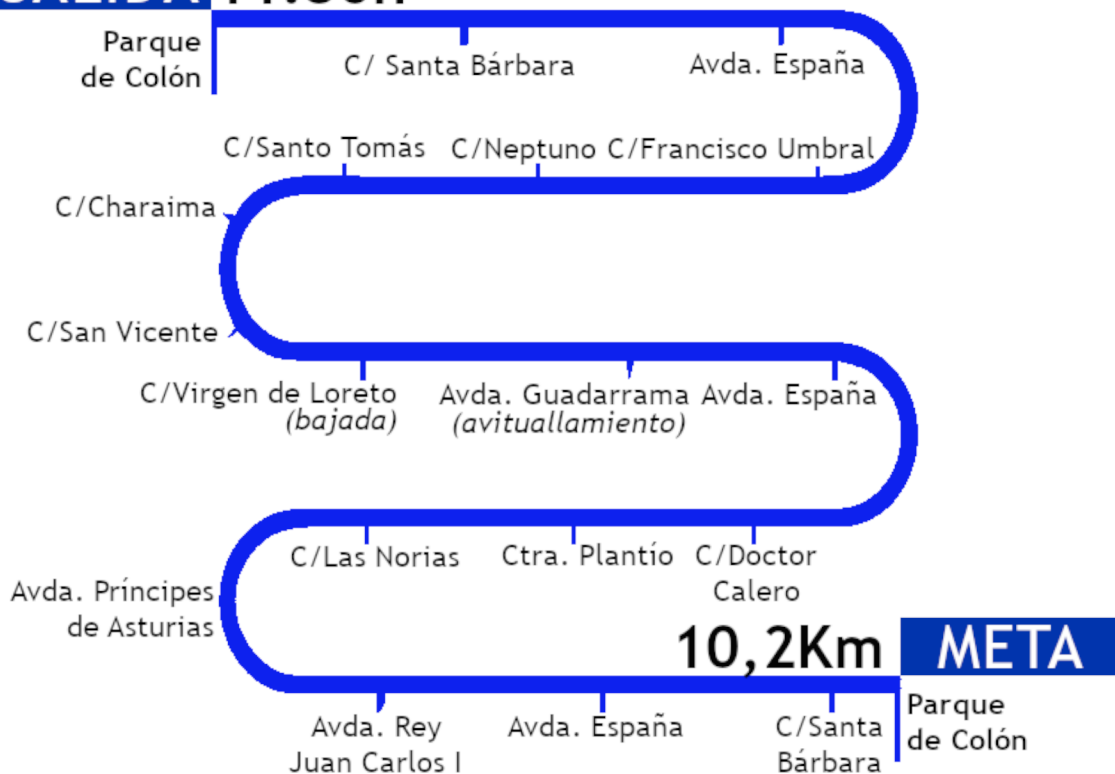 SALIDA
Parque
de Colón
C/ Santa Bárbara
Avda. España
C/Santo Tomás C/Neptuno C/Francisco Umbral
C/Charaima
C/San Vicente
C/Virgen de Loreto
(bajada)
Avda. Guadarrama
(avituallamiento)
Avda. España
C/Las Norias
Ctra. Plantío
C/Doctor
Calero
Avda. Príncipes
de Asturias
10,2Km META
Avda. Rey
Juan Carlos I
Avda. España
C/Santa
Bárbara
Parque
de Colón